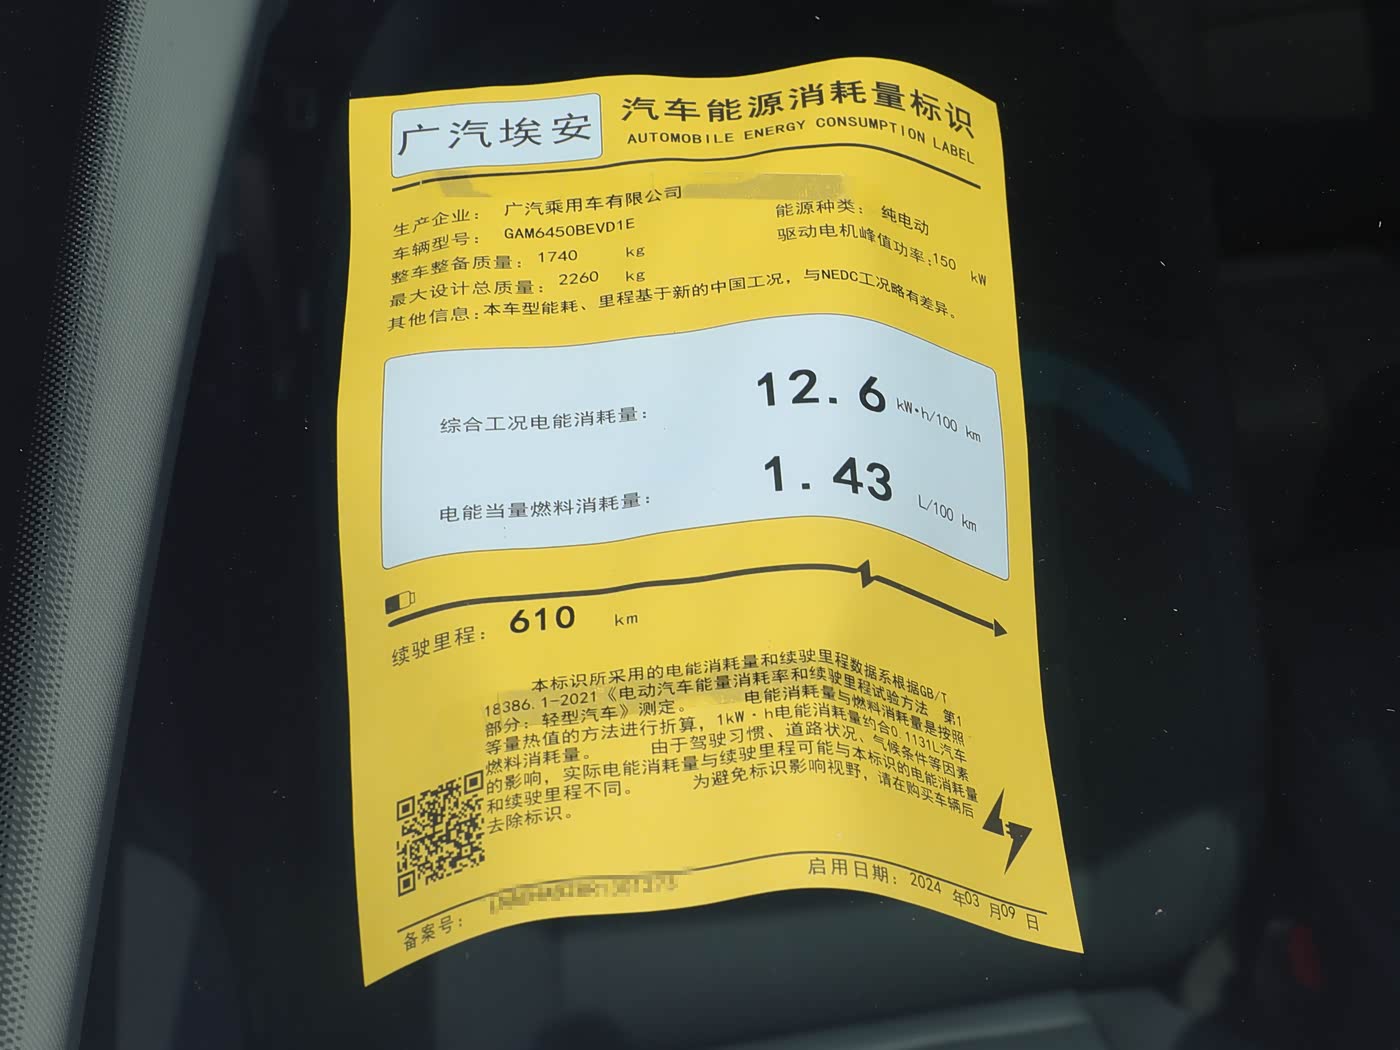 广汽埃安
汽车能源消耗量标识
AUTOMOBILE ENERGY CONSUMPTION LABEL
生产企业： 广汽乘用车有限公司
能源种类： 纯电动
车辆型号： GAM6450BEVD1E
驱动电机峰值功率：150 kW
整车整备质量：1740 kg
最大设计总质量：2260 kg
其他信息：本车型能耗、里程基于新的中国工况，与NEDC工况略有差异。
综合工况电能消耗量： 12.6 kW·h/100 km
电能当量燃料消耗量： 1.43 L/100 km
续驶里程： 610 km
本标识所采用的电能消耗量和续驶里程数据系根据GB/T
18386.1-2021《电动汽车能量消耗率和续驶里程试验方法 第1
部分：轻型汽车》测定。 电能消耗量与燃料消耗量是按照
等量热值的方法进行折算，1kW·h电能消耗量约合0.1131L汽车
燃料消耗量。 由于驾驶习惯、道路状况、气候条件等因素
的影响，实际电能消耗量与续驶里程可能与本标识的电能消耗量
和续驶里程不同。 为避免标识影响视野，请在购买车辆后
去除标识。
备案号：
启用日期：2024 年03 月09 日